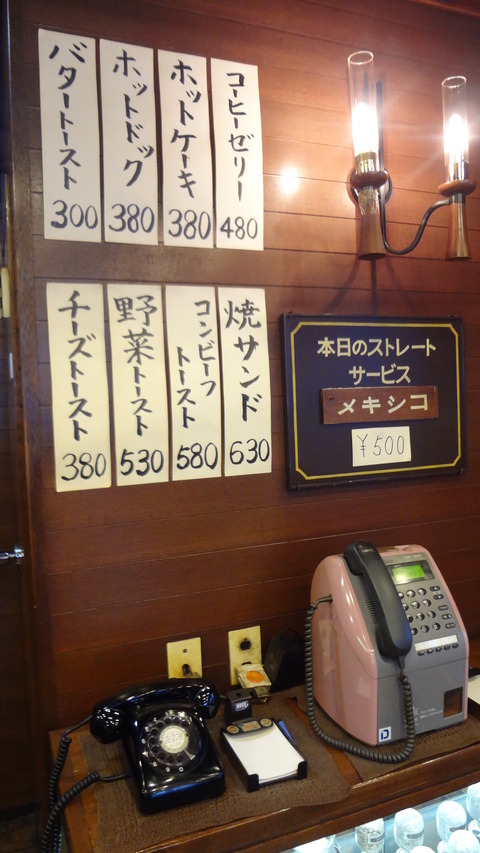 コーヒーゼリー
480
ホットケーキ
380
ホットドック
380
バタートースト
300
焼サンド
630
コンビーフ
トースト
580
野菜トースト
530
チーズトースト
380
本日のストレート
サービス
メキシコ
¥500